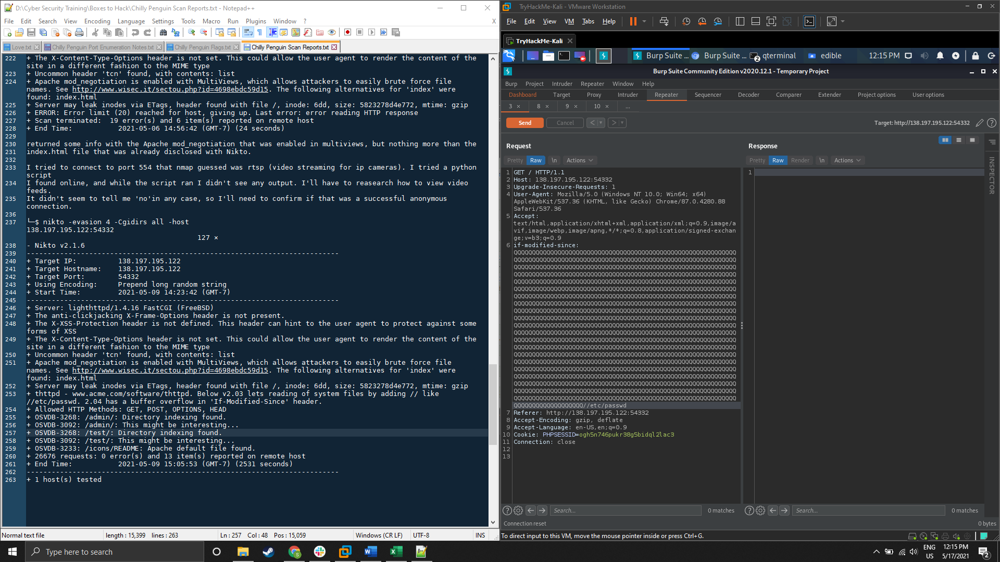 D:\Cyber Security Training\Boxes to Hack\Chilly Penguin Scan Reports.txt - Notepad++
File Edit Search View Encoding Language Settings Tools Macro Run Plugins Window ? X
Love.txt Chilly Penguin Port Enumeration Notes.txt Chilly Penguin Flags.txt Chilly Penguin Scan Reports.txt
222 + The X-Content-Type-Options header is not set. This could allow the user agent to render the content of the
site in a different fashion to the MIME type
223 + Uncommon header 'tcn' found, with contents: list
224 + Apache mod_negotiation is enabled with MultiViews, which allows attackers to easily brute force file
names. See http://www.wisec.it/sectou.php?id=4698ebdc59d15. The following alternatives for 'index' were
found: index.html
225 + Server may leak inodes via ETags, header found with file /, inode: 6dd, size: 5823278d4e772, mtime: gzip
226 + ERROR: Error limit (20) reached for host, giving up. Last error: error reading HTTP response
227 + Scan terminated:  19 error(s) and 6 item(s) reported on remote host
228 + End Time:           2021-05-06 14:56:42 (GMT-7) (24 seconds)
229
230 returned some info with the Apache mod_negotiation that was enabled in multiviews, but nothing more than the
231 index.html file that was already disclosed with Nikto.
232
233 I tried to connect to port 554 that nmap guessed was rtsp (video streaming for ip cameras). I tried a python
script
234 I found online, and while the script ran I didn't see any output. I'll have to reasearch how to view video
feeds.
235 It didn't seem to tell me 'no'in any case, so I'll need to confirm if that was a successful anonymous
connection.
236
237 └─$ nikto -evasion 4 -Cgidirs all -host
138.197.195.122:54332
127 ×
238 - Nikto v2.1.6
239 ---------------------------------------------------------------------------
240 + Target IP:          138.197.195.122
241 + Target Hostname:    138.197.195.122
242 + Target Port:        54332
243 + Using Encoding:     Prepend long random string
244 + Start Time:         2021-05-09 14:23:42 (GMT-7)
245 ---------------------------------------------------------------------------
246 + Server: lighthttpd/1.4.16 FastCGI (FreeBSD)
247 + The anti-clickjacking X-Frame-Options header is not present.
248 + The X-XSS-Protection header is not defined. This header can hint to the user agent to protect against some
forms of XSS
249 + The X-Content-Type-Options header is not set. This could allow the user agent to render the content of the
site in a different fashion to the MIME type
250 + Uncommon header 'tcn' found, with contents: list
251 + Apache mod_negotiation is enabled with MultiViews, which allows attackers to easily brute force file
names. See http://www.wisec.it/sectou.php?id=4698ebdc59d15. The following alternatives for 'index' were
found: index.html
252 + Server may leak inodes via ETags, header found with file /, inode: 6dd, size: 5823278d4e772, mtime: gzip
253 + thttpd - www.acme.com/software/thttpd. Below v2.03 lets reading of system files by adding // like
//etc/passwd. 2.04 has a buffer overflow in 'If-Modified-Since' header.
254 + Allowed HTTP Methods: GET, POST, OPTIONS, HEAD
255 + OSVDB-3268: /admin/: Directory indexing found.
256 + OSVDB-3092: /admin/: This might be interesting...
257 + OSVDB-3268: /test/: Directory indexing found.
258 + OSVDB-3092: /test/: This might be interesting...
259 + OSVDB-3233: /icons/README: Apache default file found.
260 + 26676 requests: 0 error(s) and 13 item(s) reported on remote host
261 + End Time:           2021-05-09 15:05:53 (GMT-7) (2531 seconds)
262 ---------------------------------------------------------------------------
263 + 1 host(s) tested
Normal text file length : 15,399 lines : 263 Ln : 257 Col : 48 Pos : 15,059 Windows (CR LF) UTF-8 INS
TryHackMe-Kali - VMware Workstation
File Edit View VM Tabs Help
TryHackMe-Kali
Burp Suite ... Burp Suite ... 2 qterminal edible 12:15 PM
Burp Suite Community Edition v2020.12.1 - Temporary Project
Burp Project Intruder Repeater Window Help
Dashboard Target Proxy Intruder Repeater Sequencer Decoder Comparer Extender Project options User options
3 × 8 × 9 × 10 × ...
Send Cancel < > Target: http://138.197.195.122:54332
Request
Pretty Raw \n Actions
1 GET / HTTP/1.1
2 Host: 138.197.195.122:54332
3 Upgrade-Insecure-Requests: 1
4 User-Agent: Mozilla/5.0 (Windows NT 10.0; Win64; x64)
AppleWebKit/537.36 (KHTML, like Gecko) Chrome/87.0.4280.88
Safari/537.36
5 Accept:
text/html,application/xhtml+xml,application/xml;q=0.9,image/a
vif,image/webp,image/apng,*/*;q=0.8,application/signed-exchan
ge;v=b3;q=0.9
6 if-modified-since:
QQQQQQQQQQQQQQQQQQQ//etc/passwd
7 Referer: http://138.197.195.122:54332
8 Accept-Encoding: gzip, deflate
9 Accept-Language: en-US,en;q=0.9
10 Cookie: PHPSESSID=ogh5n746pukr38g5bidql2lac3
11 Connection: close
12
13
Search... 0 matches
Response
Pretty Raw Render \n Actions
1
INSPECTOR
Search... 0 matches
Connection reset 0 bytes
To direct input to this VM, move the mouse pointer inside or press Ctrl+G.
Type here to search
ENG
US
12:15 PM
5/17/2021
2